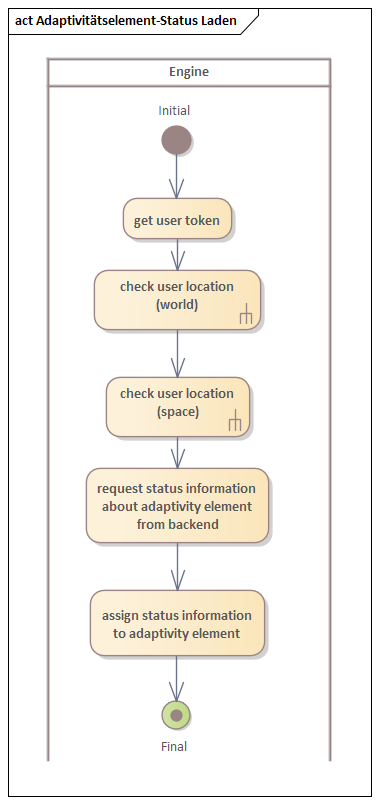 act Adaptivitätselement-Status Laden
Engine
Initial
get user token
check user location
(world)
check user location
(space)
request status information
about adaptivity element
from backend
assign status information
to adaptivity element
Final